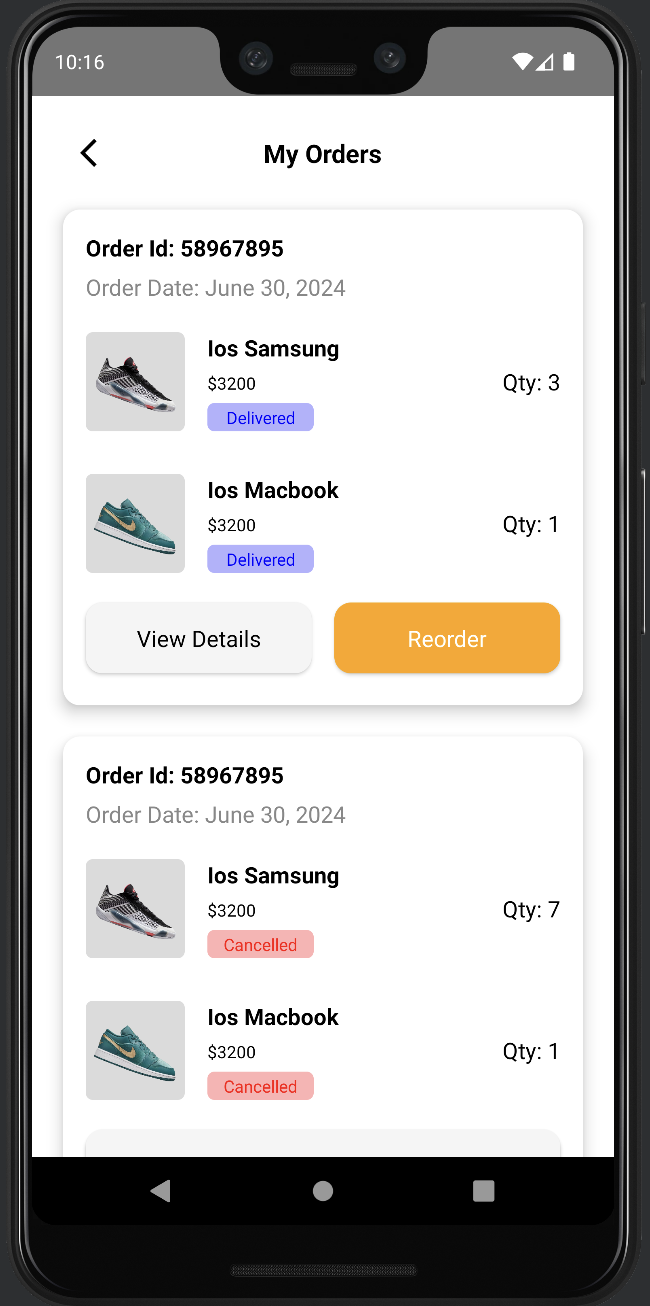 10:16
My Orders
Order Id: 58967895
Order Date: June 30, 2024
Ios Samsung
$3200
Qty: 3
Delivered
Ios Macbook
$3200
Qty: 1
Delivered
View Details
Reorder
Order Id: 58967895
Order Date: June 30, 2024
Ios Samsung
$3200
Qty: 7
Cancelled
Ios Macbook
$3200
Qty: 1
Cancelled